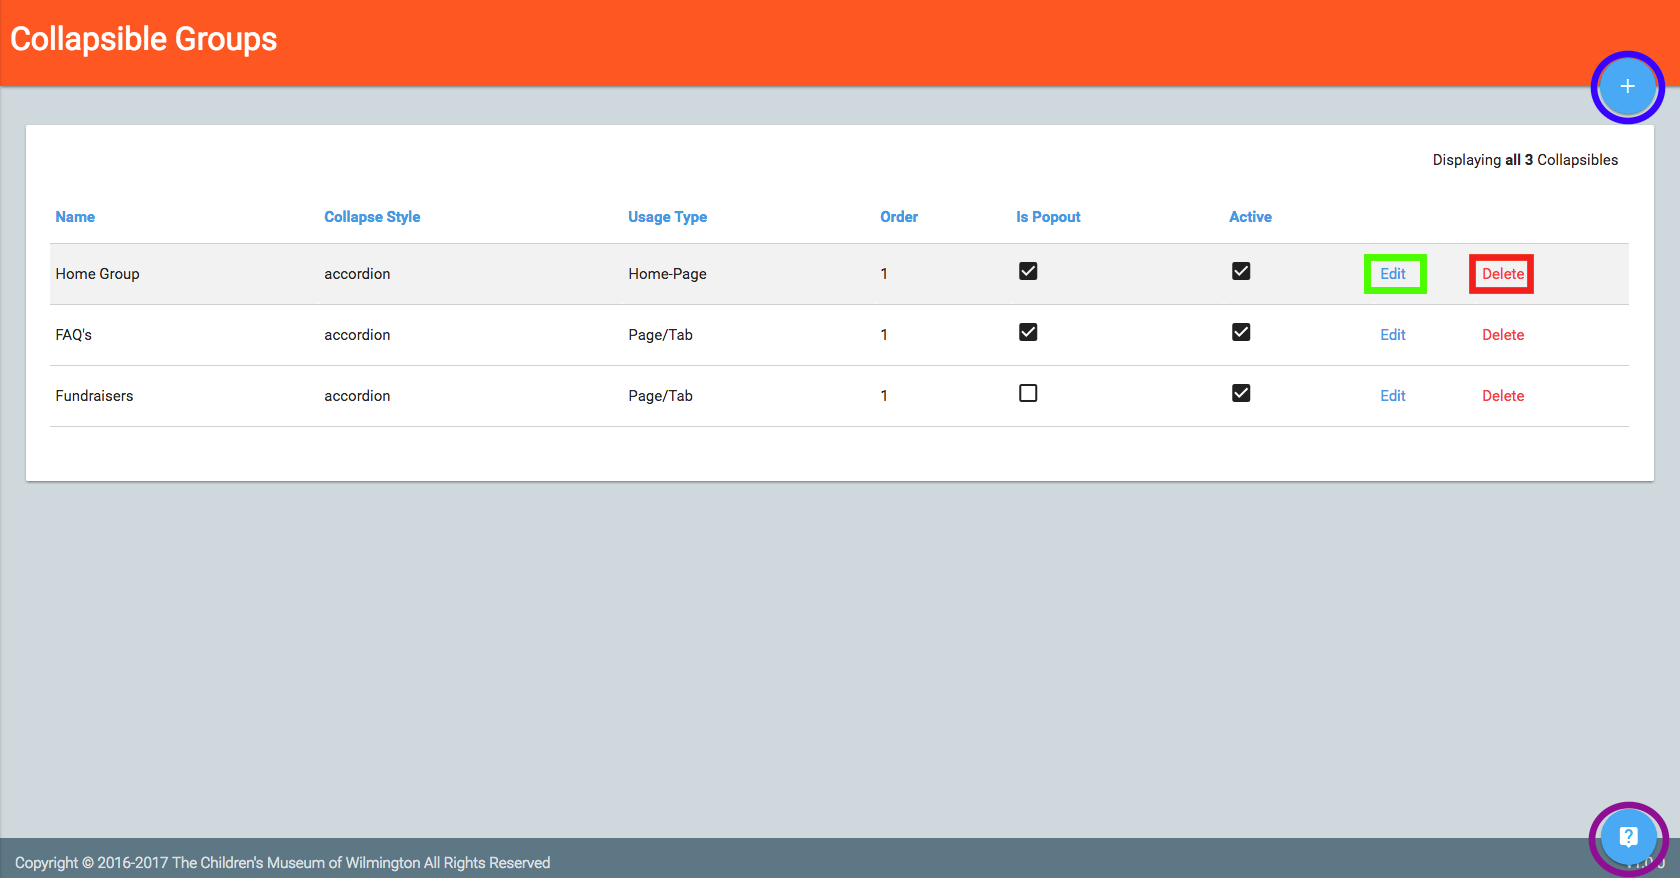 Collapsible Groups
+
Displaying all 3 Collapsibles
Name Collapse Style Usage Type Order Is Popout Active
Home Group accordion Home-Page 1 Edit Delete
FAQ's accordion Page/Tab 1 Edit Delete
Fundraisers accordion Page/Tab 1 Edit Delete
?
Copyright © 2016-2017 The Children's Museum of Wilmington All Rights Reserved